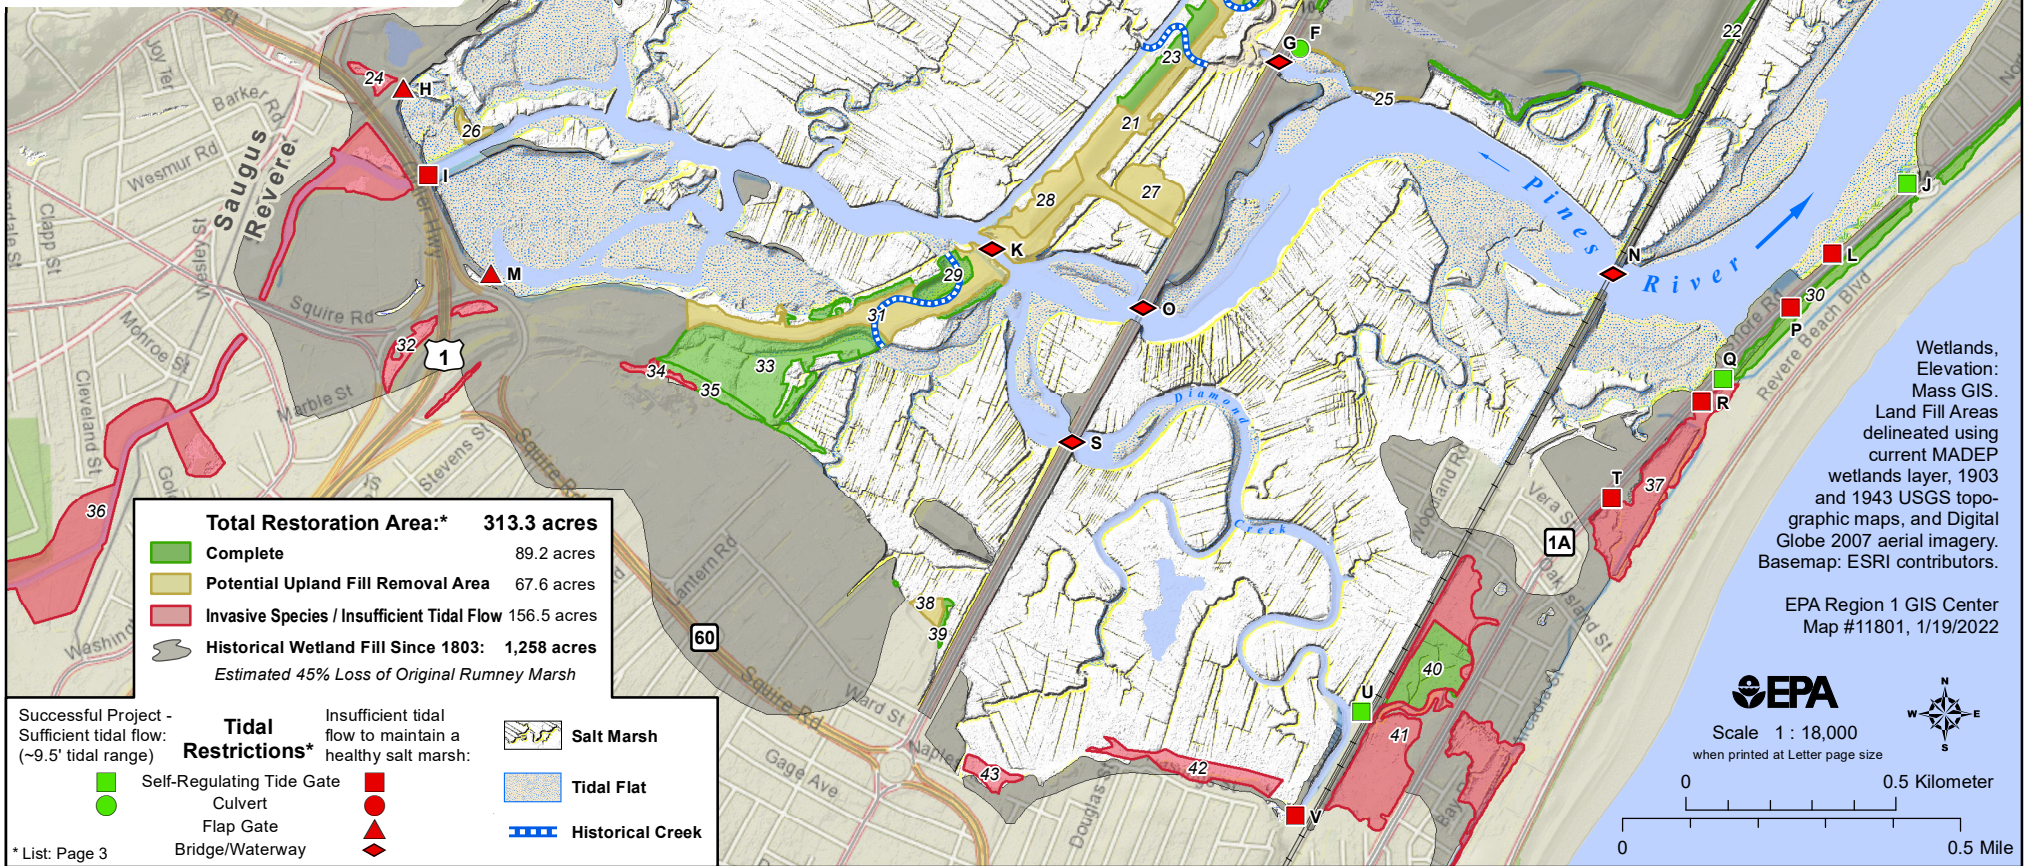 Joy Ter
Barker Rd
Wesmur Rd
Clapp St
Saugus
Revere
Wesley St
Squire Rd
Monroe St
Cleveland St
Marble St
Stevens St
Squire Rd
Lantern Rd
Squire Rd
Ward St
Gage Ave
1
60
1A
22
23
24
25
26
21
27
28
29
30
31
32
33
34
35
36
37
38
39
40
41
42
43
F
G
H
I
J
K
L
M
N
O
P
Q
R
S
T
U
V
Pines
River
Diamond
Creek
Revere Beach Blvd
Woodland Rd
Vera St
Oak Island St
Total Restoration Area:* 313.3 acres
Complete 89.2 acres
Potential Upland Fill Removal Area 67.6 acres
Invasive Species / Insufficient Tidal Flow 156.5 acres
Historical Wetland Fill Since 1803: 1,258 acres
Estimated 45% Loss of Original Rumney Marsh
Successful Project -
Sufficient tidal flow:
(~9.5' tidal range)
Tidal
Restrictions*
Insufficient tidal
flow to maintain a
healthy salt marsh:
Self-Regulating Tide Gate
Culvert
Flap Gate
Bridge/Waterway
* List: Page 3
Salt Marsh
Tidal Flat
Historical Creek
Wetlands,
Elevation:
Mass GIS.
Land Fill Areas
delineated using
current MADEP
wetlands layer, 1903
and 1943 USGS topo-
graphic maps, and Digital
Globe 2007 aerial imagery.
Basemap: ESRI contributors.
EPA Region 1 GIS Center
Map #11801, 1/19/2022
EPA
N
W E
S
Scale 1 : 18,000
when printed at Letter page size
0 0.5 Kilometer
0 0.5 Mile